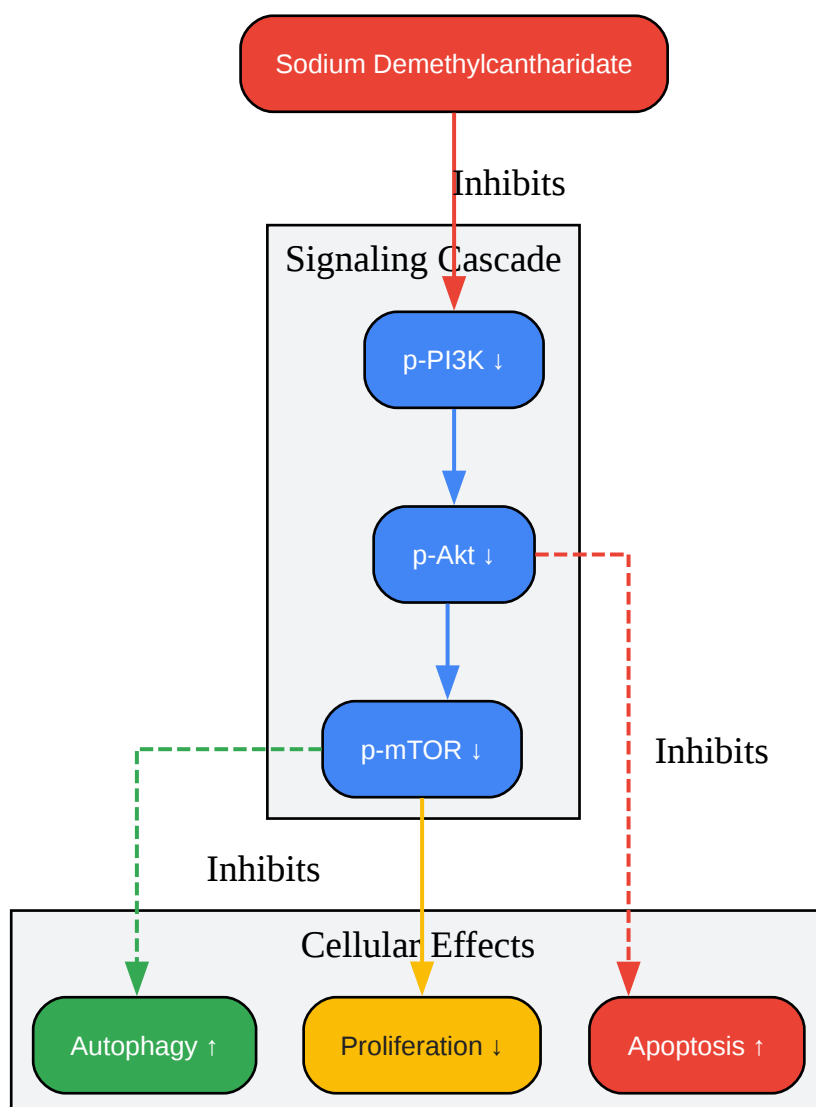 Sodium Demethylcantharidate
Inhibits
Signaling Cascade
p-PI3K ↓
p-Akt ↓
p-mTOR ↓
Inhibits
Inhibits
Cellular Effects
Autophagy ↑
Proliferation ↓
Apoptosis ↑